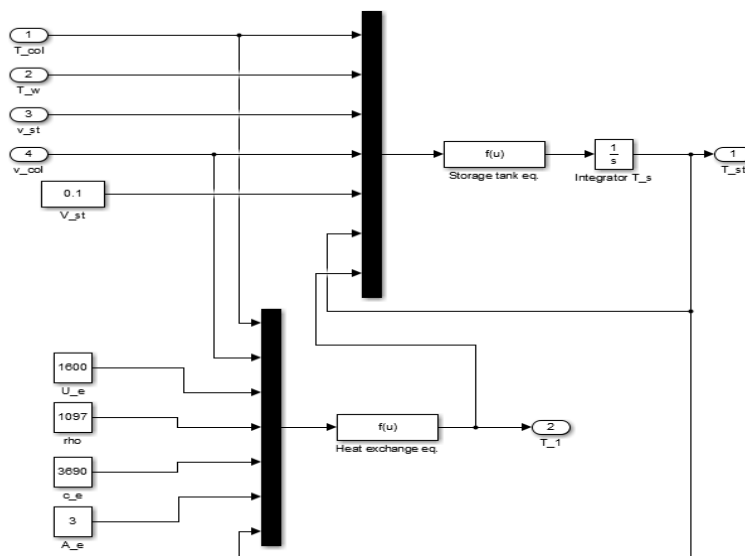 1
T_col
2
T_w
3
v_st
4
v_col
0.1
V_st
f(u)
Storage tank eq.
1
s
Integrator T_s
1
T_st
1600
U_e
1097
rho
3690
c_e
3
A_e
f(u)
Heat exchange eq.
2
T_1